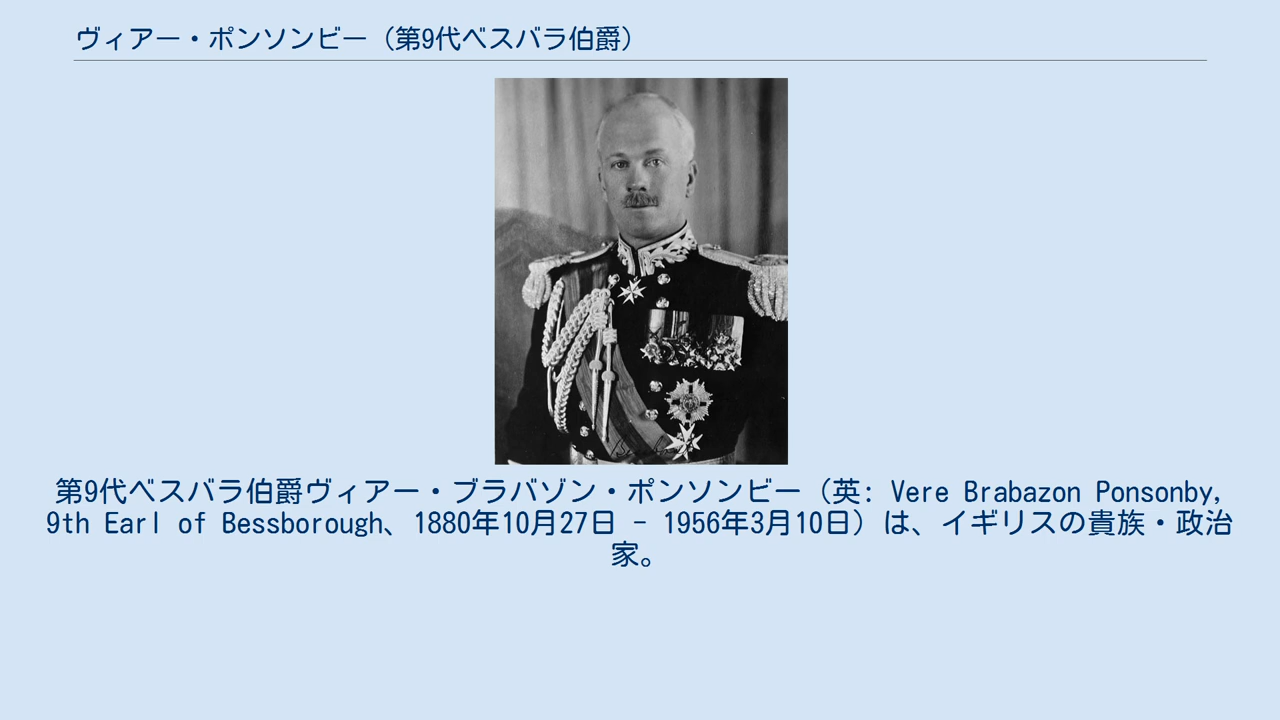 ヴィアー・ポンソンビー（第9代ベスバラ伯爵）
第9代ベスバラ伯爵ヴィアー・ブラバゾン・ポンソンビー（英: Vere Brabazon Ponsonby,
9th Earl of Bessborough、1880年10月27日 - 1956年3月10日）は、イギリスの貴族・政治
家。